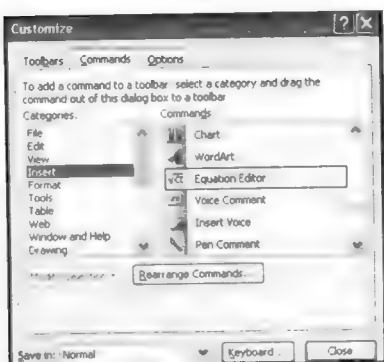 Customize
Toolbars Commands Options
To add a command to a toolbar select a category and drag the
command out of this dialog box to a toolbar
Categories. Commands
File
Edit
View
Insert
Format
Tools
Table
Web
Window and Help
Drawing
Chart
WordArt
√α Equation Editor
Voice Comment
Insert Voice
Pen Comment
Rearrange Commands.
Save in: Normal
Keyboard.
Close